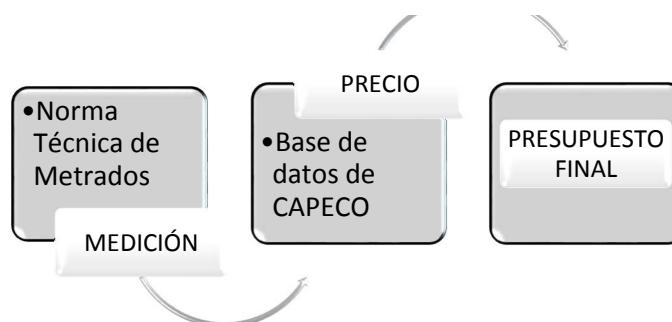 •Norma
Técnica de
Metrados
MEDICIÓN
PRECIO
•Base de
datos de
CAPECO
PRESUPUESTO
FINAL